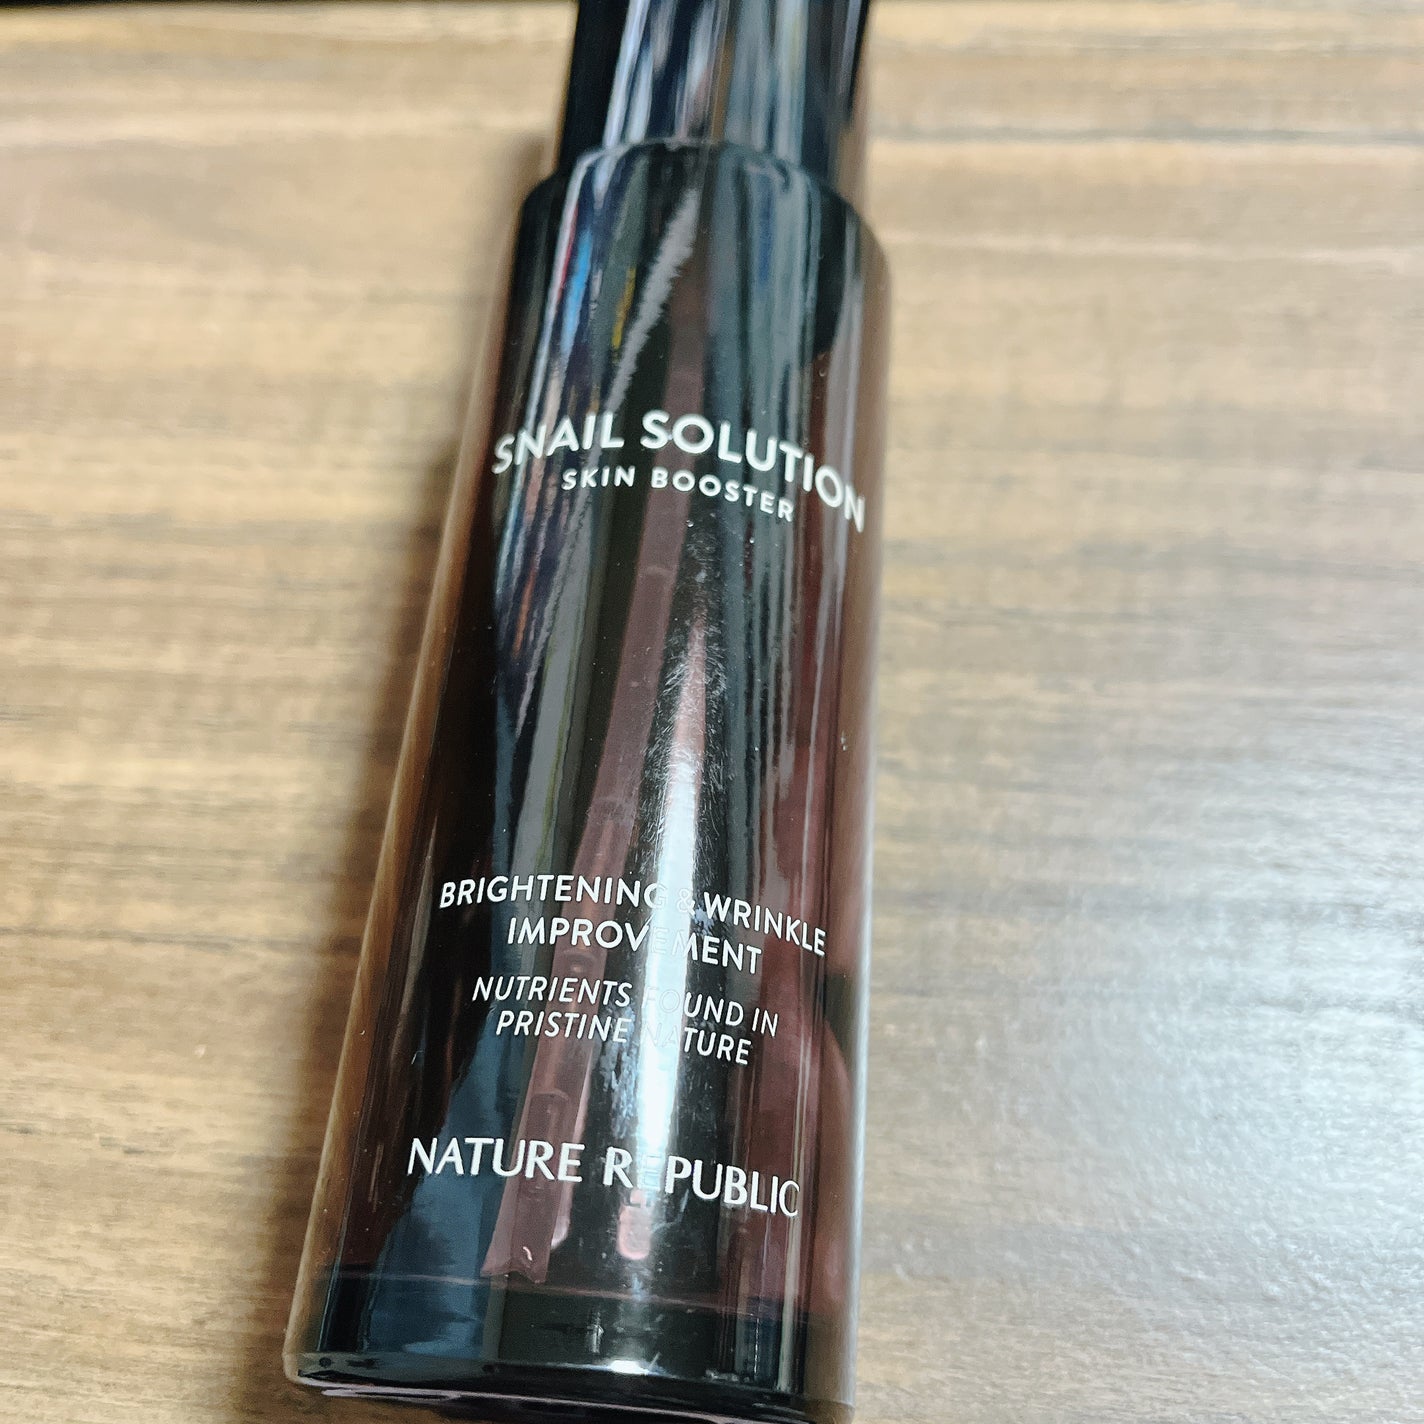 SNAIL SOLUTION
SKIN BOOSTER
BRIGHTENING & WRINKLE
IMPROVEMENT
NUTRIENTS FOUND IN
PRISTINE NATURE
NATURE REPUBLIC